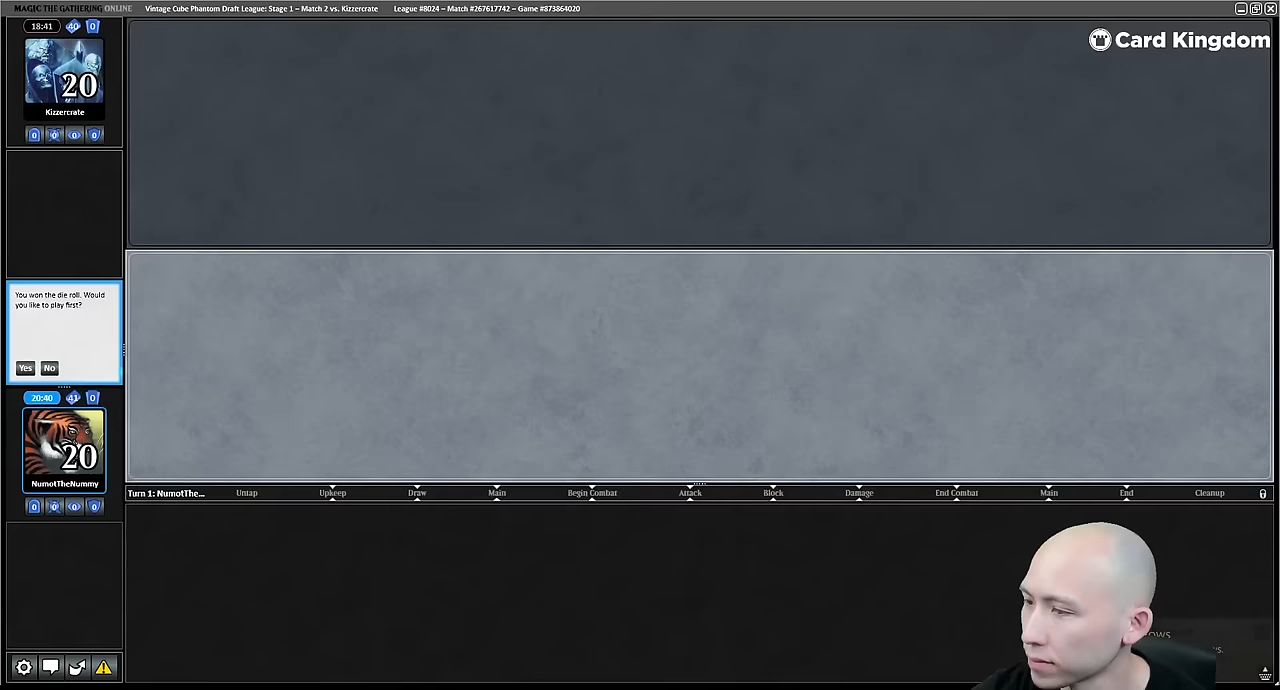 MAGIC THE GATHERING ONLINE Vintage Cube Phantom Draft League: Stage 1 – Match 2 vs. Kizzercrate League #8024 – Match #267617742 – Game #873864020
18:41 40 0
Card Kingdom
20
Kizzercrate
0 0 0 0
You won the die roll. Would
you like to play first?
Yes No
20:40 41 0
20
NumotTheNummy
Turn 1: NumotThe... Untap Upkeep Draw Main Begin Combat Attack Block Damage End Combat Main End Cleanup
0 0 0 0